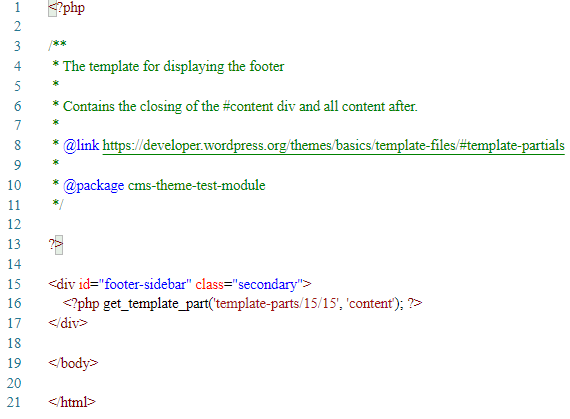 1 <?php
2
3 /**
4 * The template for displaying the footer
5 *
6 * Contains the closing of the #content div and all content after.
7 *
8 * @link https://developer.wordpress.org/themes/basics/template-files/#template-partials
9 *
10 * @package cms-theme-test-module
11 */
12
13 ?>
14
15 <div id="footer-sidebar" class="secondary">
16 <?php get_template_part('template-parts/15/15', 'content'); ?>
17 </div>
18
19 </body>
20
21 </html>